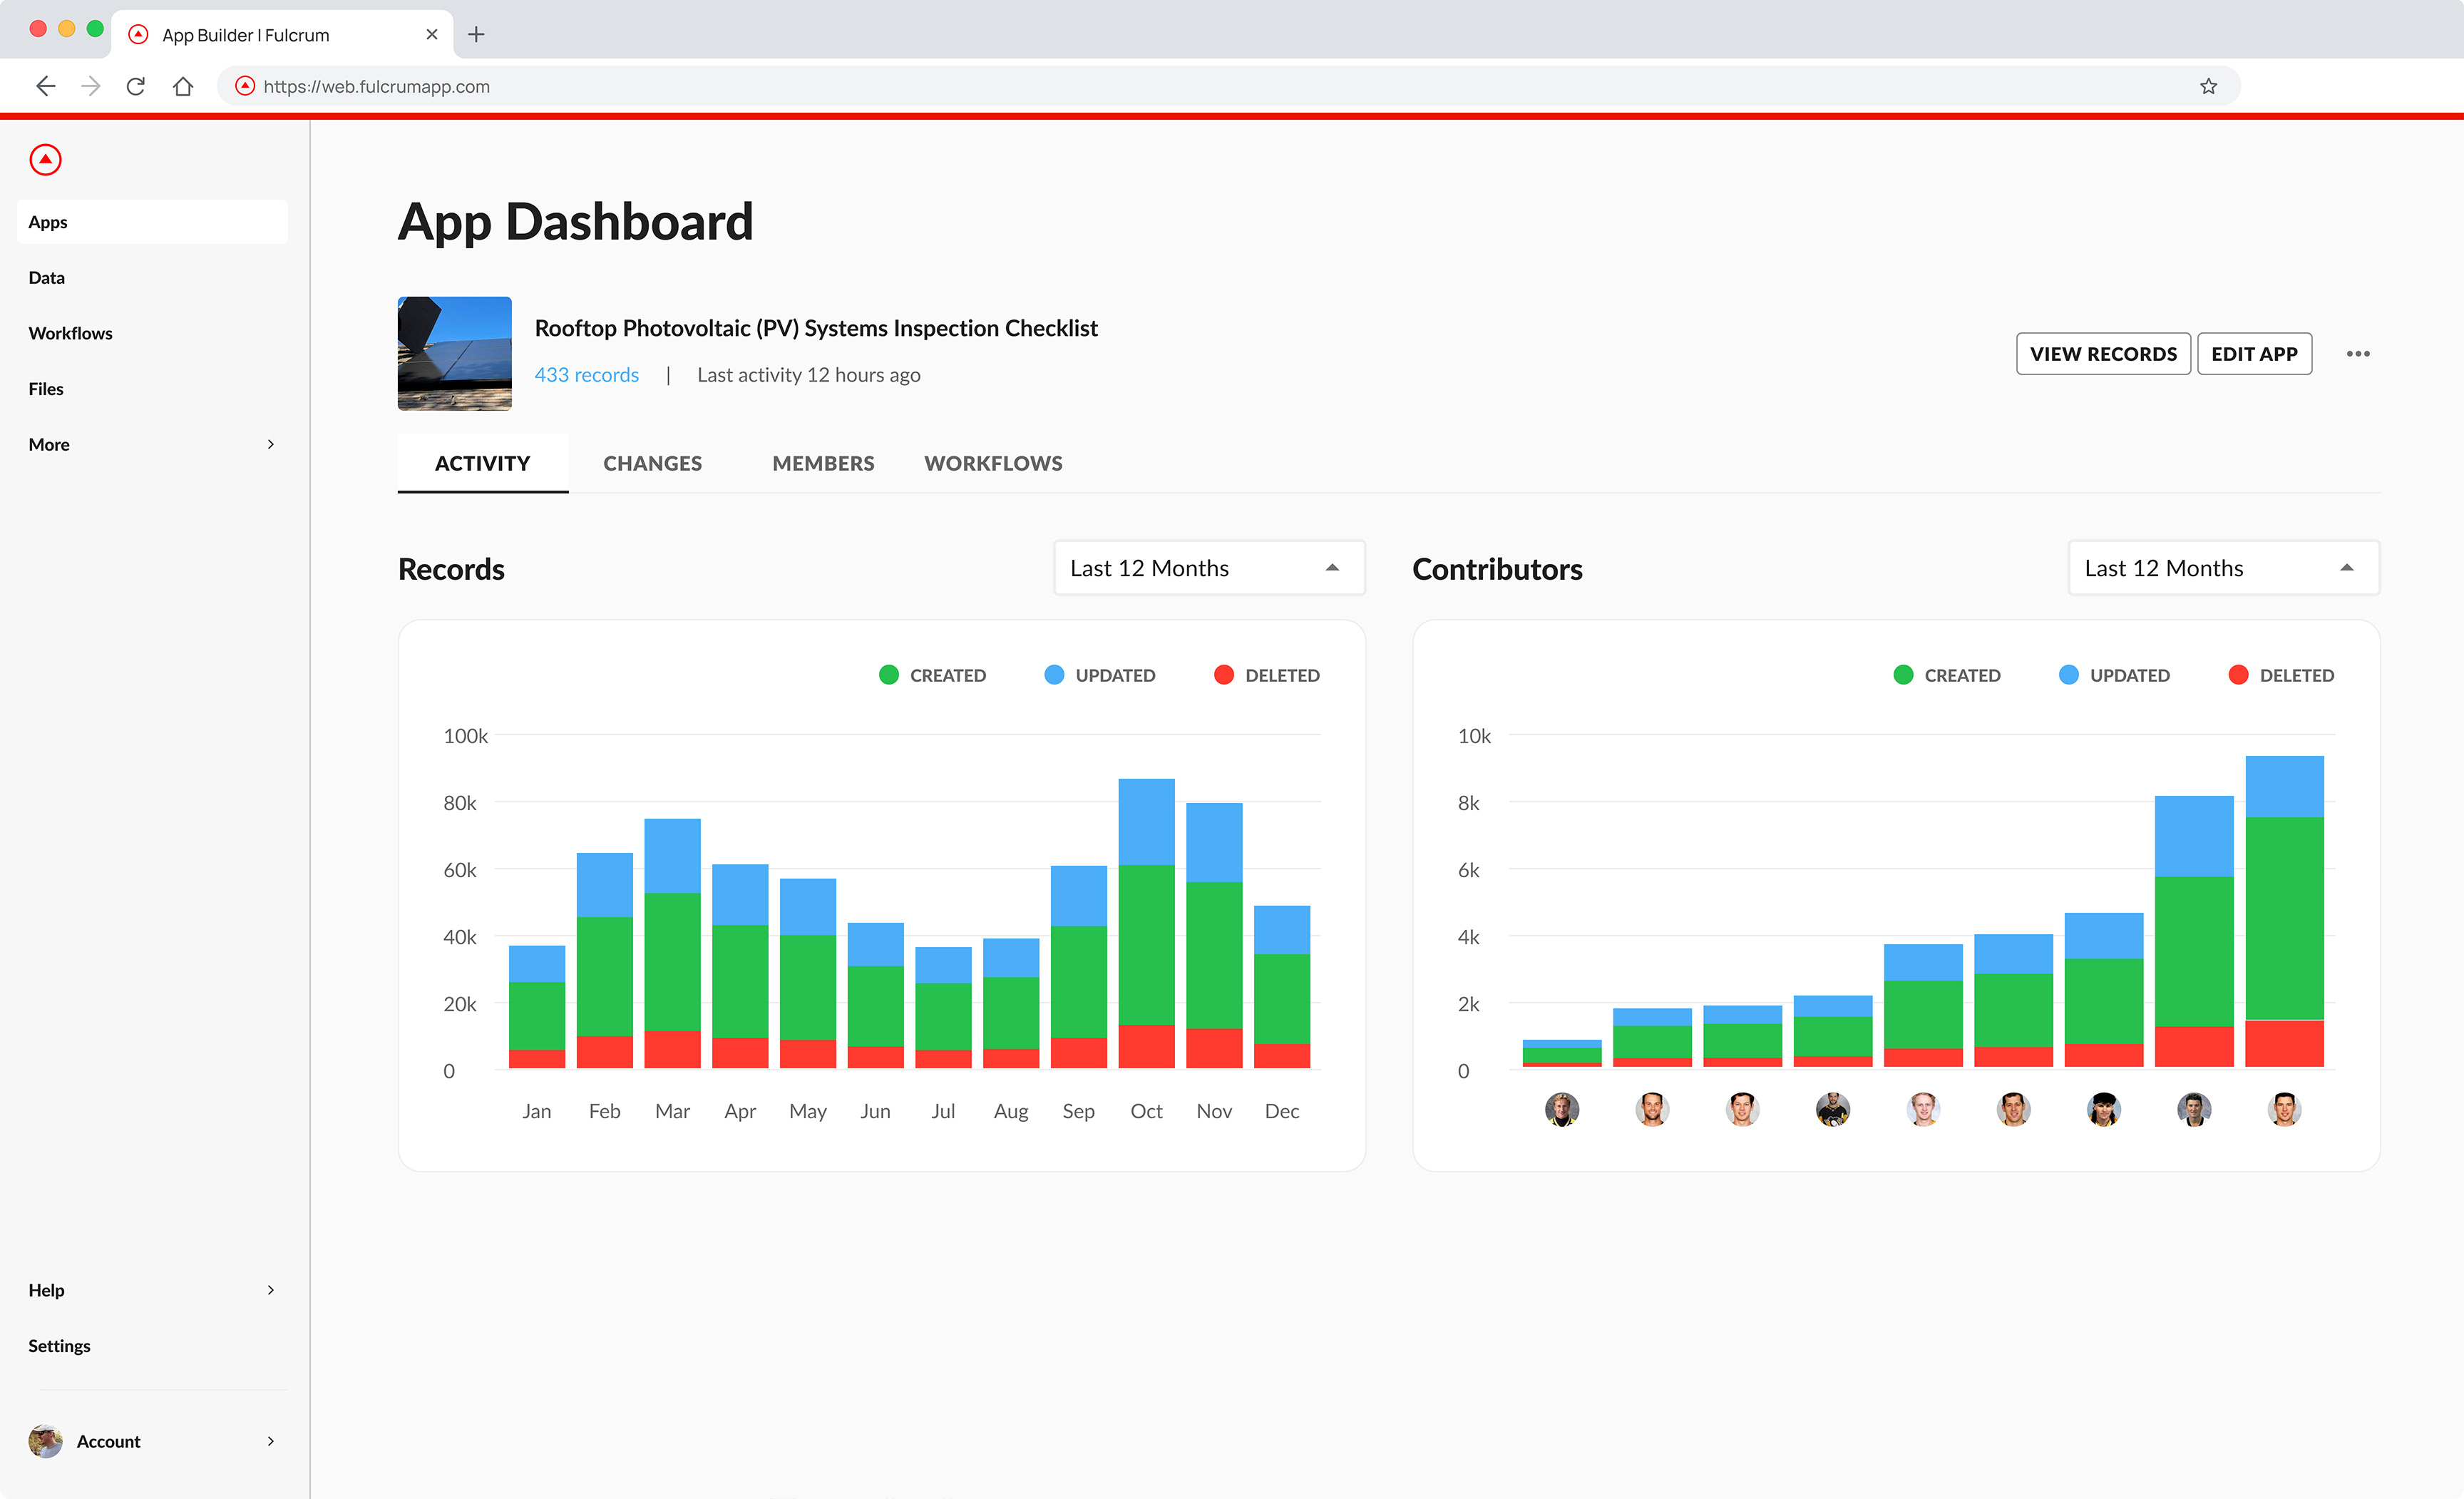 App Builder | Fulcrum
https://web.fulcrumapp.com
Apps
Data
Workflows
Files
More
Help
Settings
Account
App Dashboard
Rooftop Photovoltaic (PV) Systems Inspection Checklist
433 records | Last activity 12 hours ago
VIEW RECORDS EDIT APP
ACTIVITY CHANGES MEMBERS WORKFLOWS
Records
Last 12 Months
CREATED UPDATED DELETED
100k
80k
60k
40k
20k
0
Jan Feb Mar Apr May Jun Jul Aug Sep Oct Nov Dec
Contributors
Last 12 Months
CREATED UPDATED DELETED
10k
8k
6k
4k
2k
0